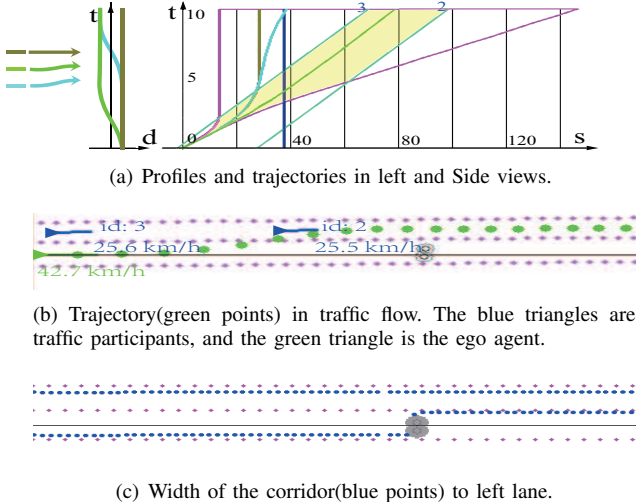 t
t
10
3
2
5
0
40
80
120
d
s
(a) Profiles and trajectories in left and Side views.
id: 3
id: 2
25.6 km/h
25.5 km/h
42.7 km/h
(b) Trajectory(green points) in traffic flow. The blue triangles are
traffic participants, and the green triangle is the ego agent.
(c) Width of the corridor(blue points) to left lane.